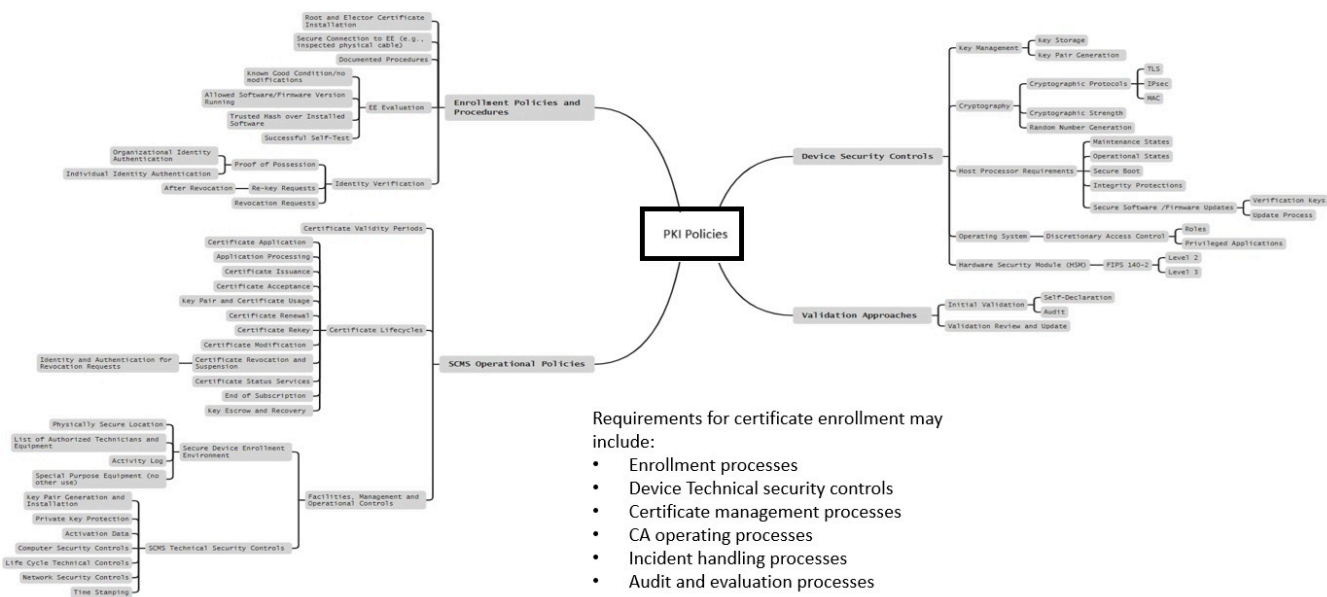 Root and Elector Certificate
Installation
Secure Connection to EE (e.g.,
inspected physical cable)
Documented Procedures
Known Good Condition/no
modifications
Allowed Software/Firmware Version
Running
Trusted Hash over Installed
Software
Successful Self-Test
EE Evaluation
Enrollment Policies and
Procedures
Organizational Identity
Authentication
Individual Identity Authentication
Proof of Possession
After Revocation
Re-key Requests
Revocation Requests
Identity Verification
PKI Policies
Certificate Validity Periods
Certificate Application
Application Processing
Certificate Issuance
Certificate Acceptance
Key Pair and Certificate Usage
Certificate Renewal
Certificate Rekey
Certificate Modification
Identity and Authentication for
Revocation Requests
Certificate Revocation and
Suspension
Certificate Status Services
End of Subscription
Key Escrow and Recovery
Certificate Lifecycles
SCMS Operational Policies
Physically Secure Location
List of Authorized Technicians and
Equipment
Activity Log
Special Purpose Equipment (no
other use)
Secure Device Enrollment
Environment
Facilities, Management and
Operational Controls
Key Pair Generation and
Installation
Private Key Protection
Activation Data
Computer Security Controls
Life Cycle Technical Controls
Network Security Controls
Time Stamping
SCMS Technical Security Controls
Device Security Controls
Key Management
Key Storage
Key Pair Generation
Cryptography
Cryptographic Protocols
TLS
IPsec
MAC
Cryptographic Strength
Random Number Generation
Host Processor Requirements
Maintenance States
Operational States
Secure Boot
Integrity Protections
Secure Software /Firmware Updates
Verification Keys
Update Process
Operating System
Discretionary Access Control
Roles
Privileged Applications
Hardware Security Module (HSM)
FIPS 140-2
Level 2
Level 3
Validation Approaches
Initial Validation
Self-Declaration
Audit
Validation Review and Update
Requirements for certificate enrollment may
include:
• Enrollment processes
• Device Technical security controls
• Certificate management processes
• CA operating processes
• Incident handling processes
• Audit and evaluation processes